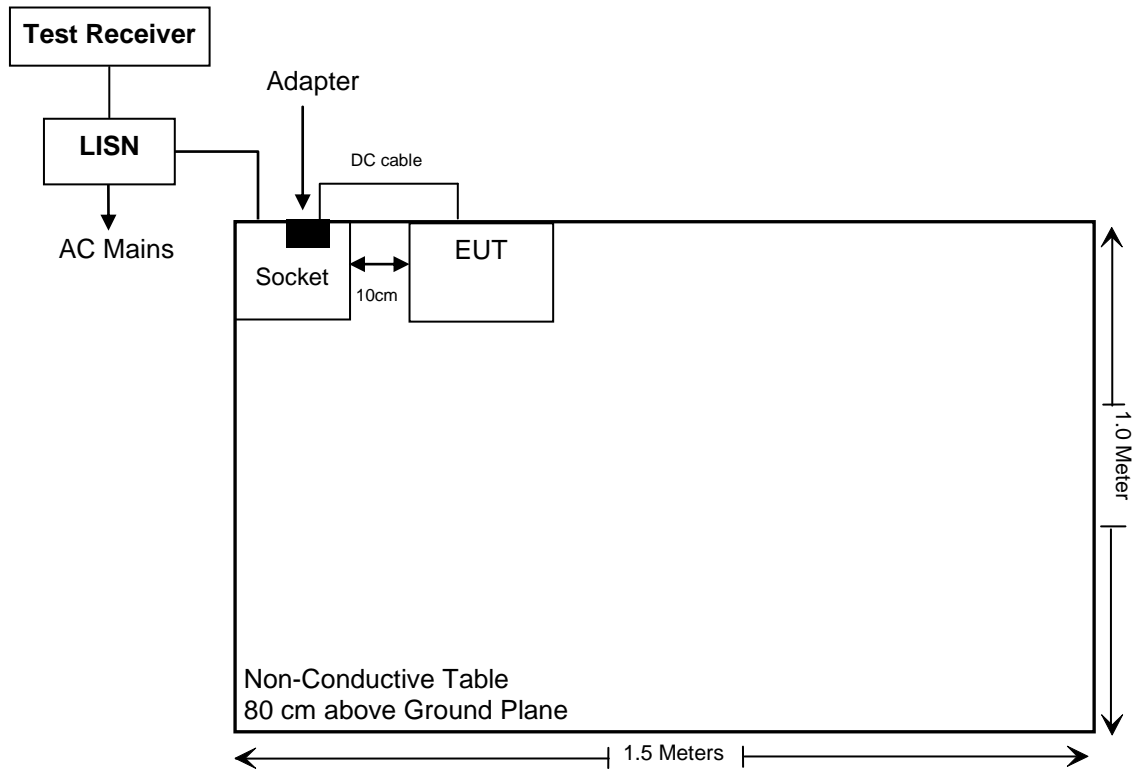 Test Receiver
Adapter
LISN
DC cable
AC Mains
Socket
EUT
10cm
1.0 Meter
Non-Conductive Table
80 cm above Ground Plane
1.5 Meters